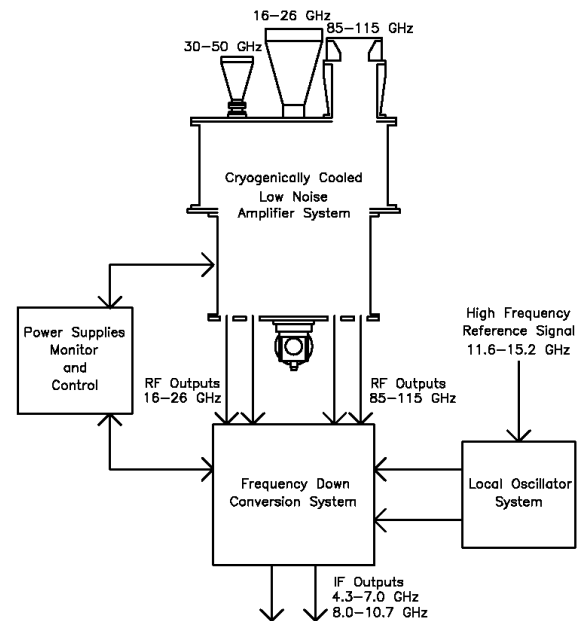 16–26 GHz
85–115 GHz
30–50 GHz
Cryogenically Cooled
Low Noise
Amplifier System
Power Supplies
Monitor
and
Control
High Frequency
Reference Signal
11.6–15.2 GHz
RF Outputs
16–26 GHz
RF Outputs
85–115 GHz
Frequency Down
Conversion System
Local Oscillator
System
IF Outputs
4.3–7.0 GHz
8.0–10.7 GHz